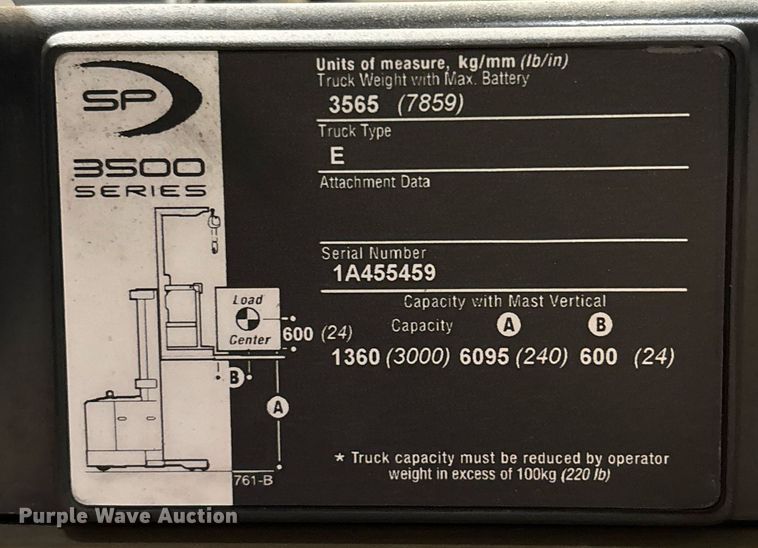 SP
3500
SERIES
Units of measure, kg/mm (lb/in)
Truck Weight with Max. Battery
3565 (7859)
Truck Type
E
Attachment Data
Serial Number
1A455459
Capacity with Mast Vertical
Capacity A B
1360 (3000) 6095 (240) 600 (24)
Load
Center
600 (24)
B
A
761-B
* Truck capacity must be reduced by operator
weight in excess of 100kg (220 lb)
Purple Wave Auction